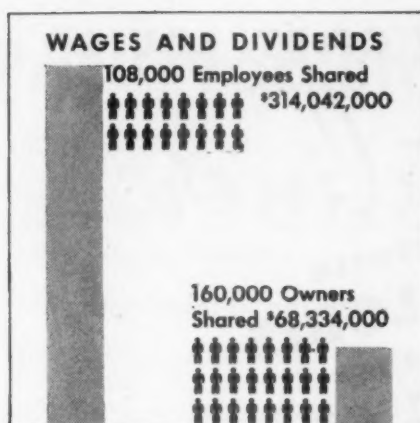 WAGES AND DIVIDENDS
108,000 Employees Shared
$314,042,000
160,000 Owners
Shared $68,334,000